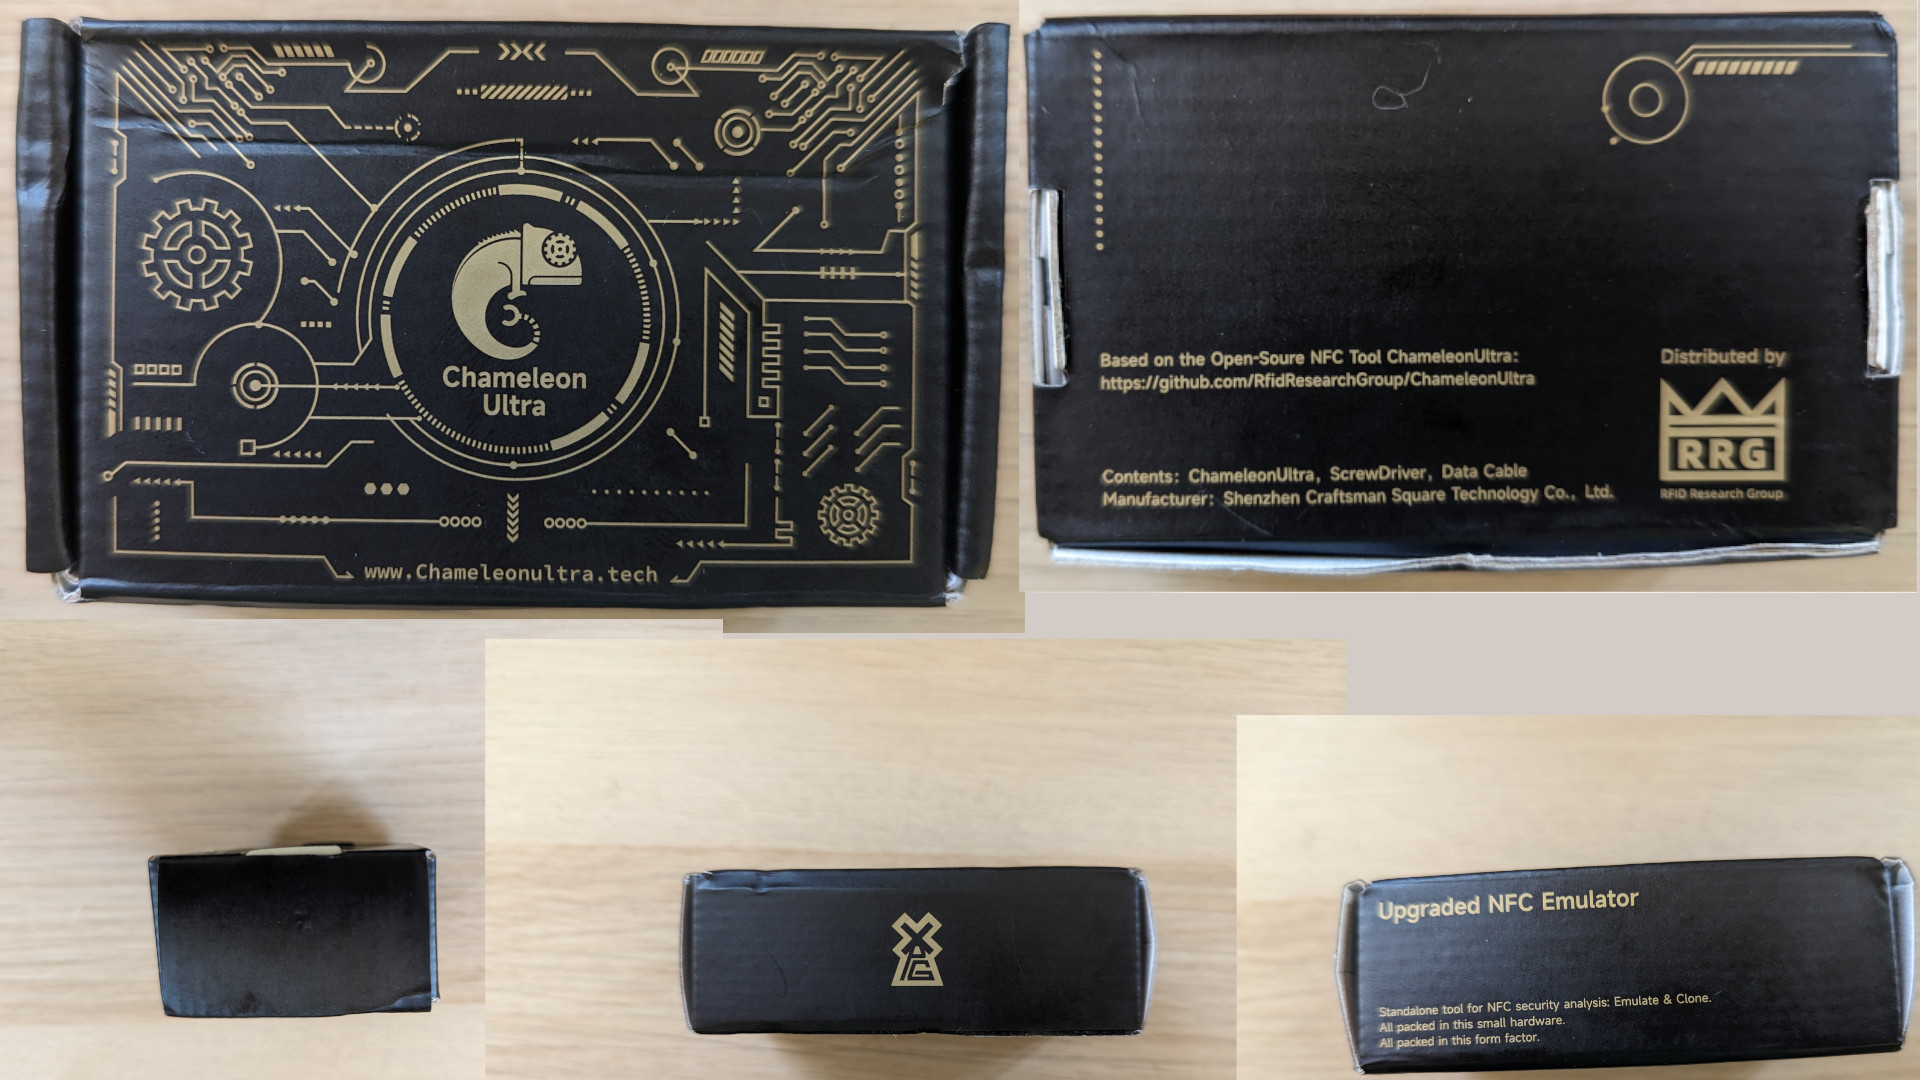 Chameleon
Ultra
www.Chameleonultra.tech
Based on the Open-Soure NFC Tool ChameleonUltra:
https://github.com/RfidResearchGroup/ChameleonUltra
Contents: ChameleonUltra, ScrewDriver, Data Cable
Manufacturer: Shenzhen Craftsman Square Technology Co., Ltd.
Distributed by
RRG
RFID Research Group
Upgraded NFC Emulator
Standalone tool for NFC security analysis: Emulate & Clone.
All packed in this small hardware.
All packed in this form factor.